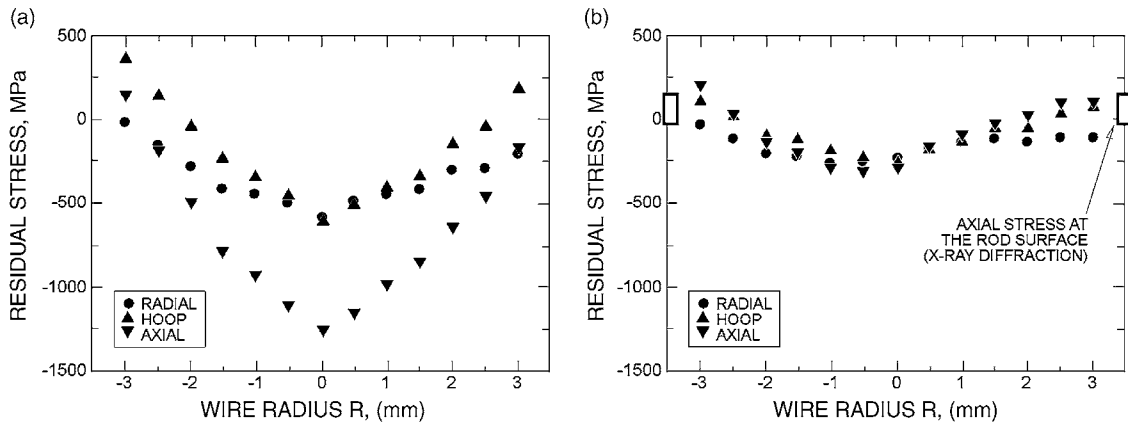 (a)
500
0
-500
-1000
-1500
RESIDUAL STRESS, MPa
RADIAL
HOOP
AXIAL
-3 -2 -1 0 1 2 3
WIRE RADIUS R, (mm)
(b)
500
0
-500
-1000
-1500
RESIDUAL STRESS, MPa
AXIAL STRESS AT
THE ROD SURFACE
(X-RAY DIFFRACTION)
RADIAL
HOOP
AXIAL
-3 -2 -1 0 1 2 3
WIRE RADIUS R, (mm)